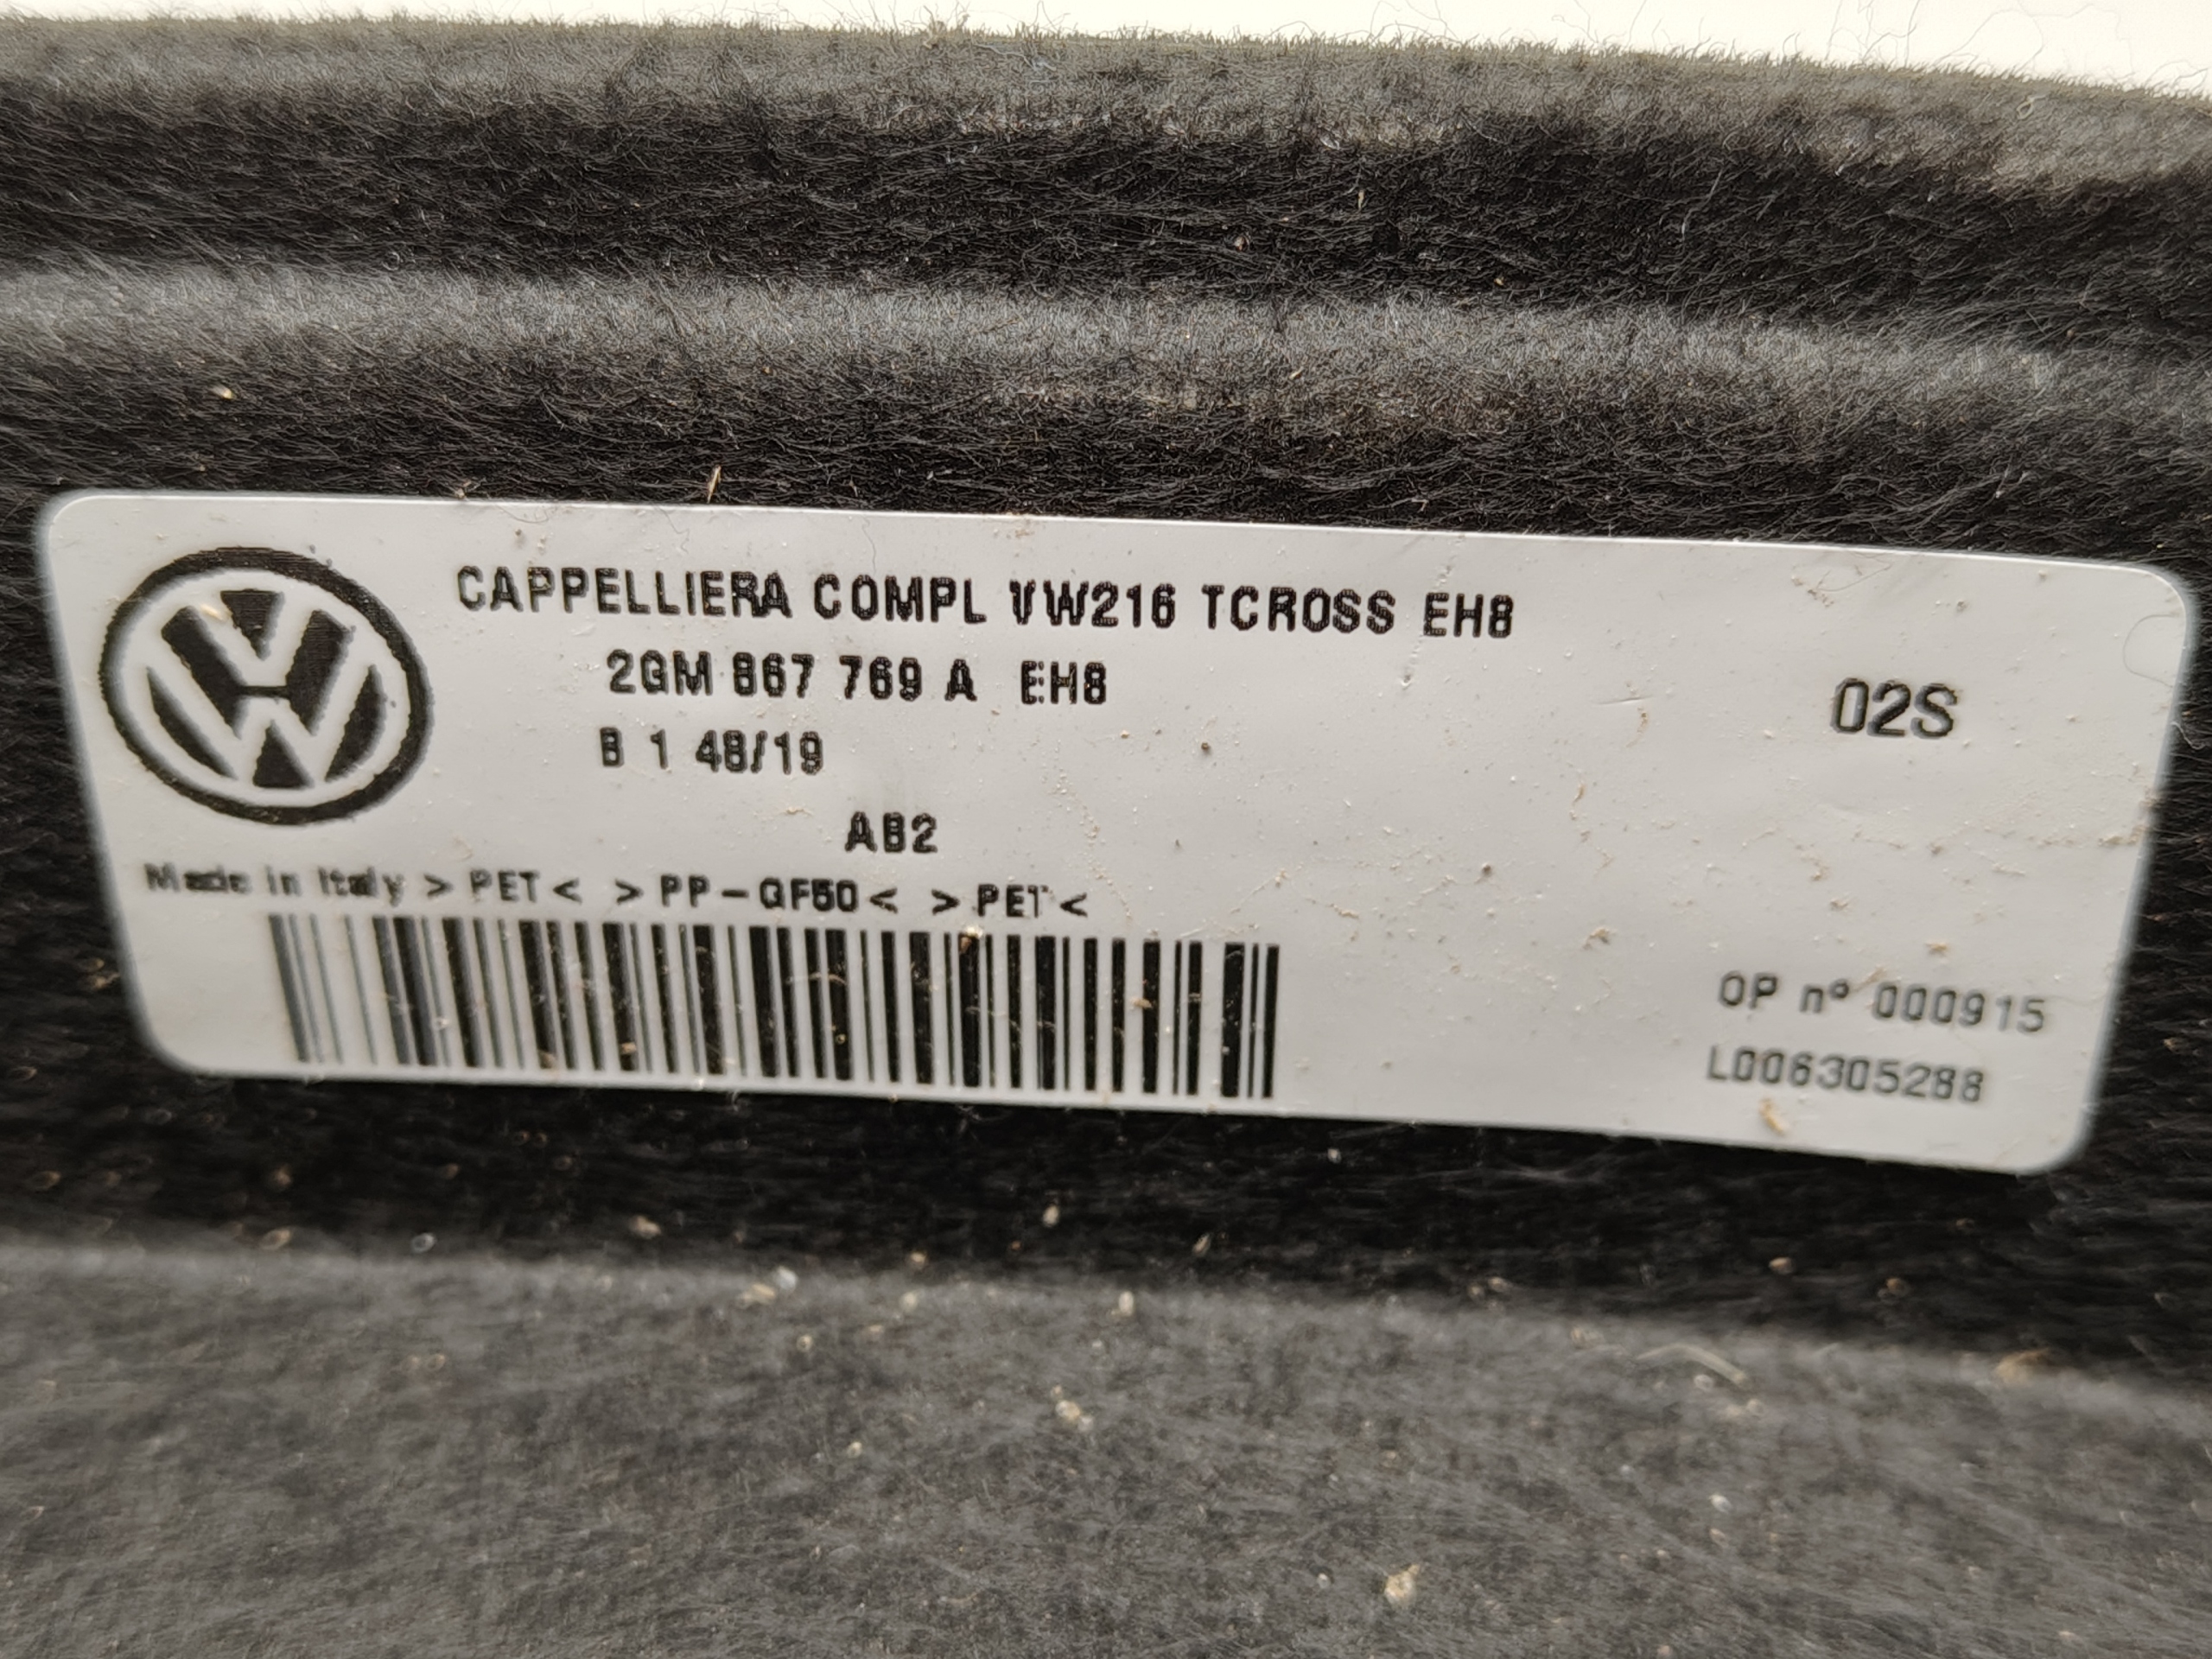 CAPPELLIERA COMPL VW216 TCROSS EH8
2GM 867 769 A EH8
02S
B 1 48/19
AB2
Made in Italy >PET< >PP-GF50< >PET<
OP nº 000915
L006305288